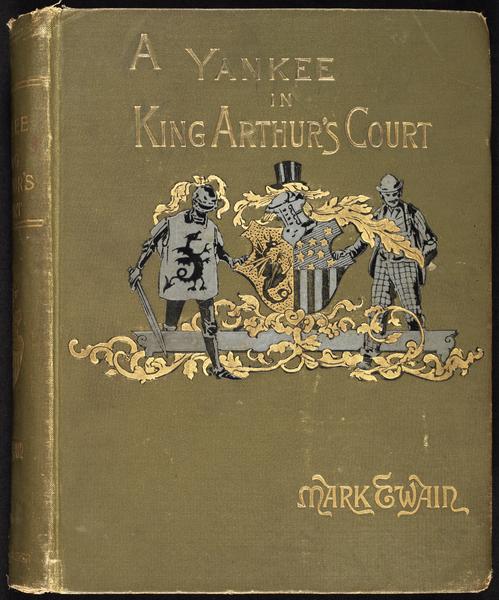 A YANKEE
IN
KING ARTHUR'S COURT
MARK TWAIN